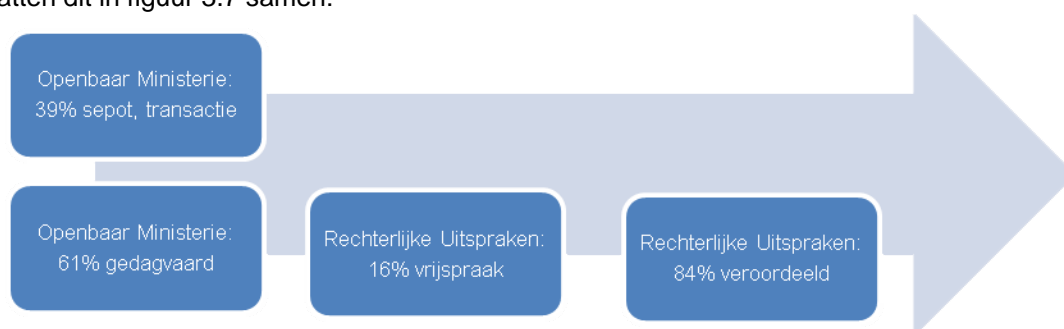 atten dit in figuur 3.7 samen.
Openbaar Ministerie:
39% sepot, transactie
Openbaar Ministerie:
61% gedagvaard
Rechterlijke Uitspraken:
16% vrijspraak
Rechterlijke Uitspraken:
84% veroordeeld